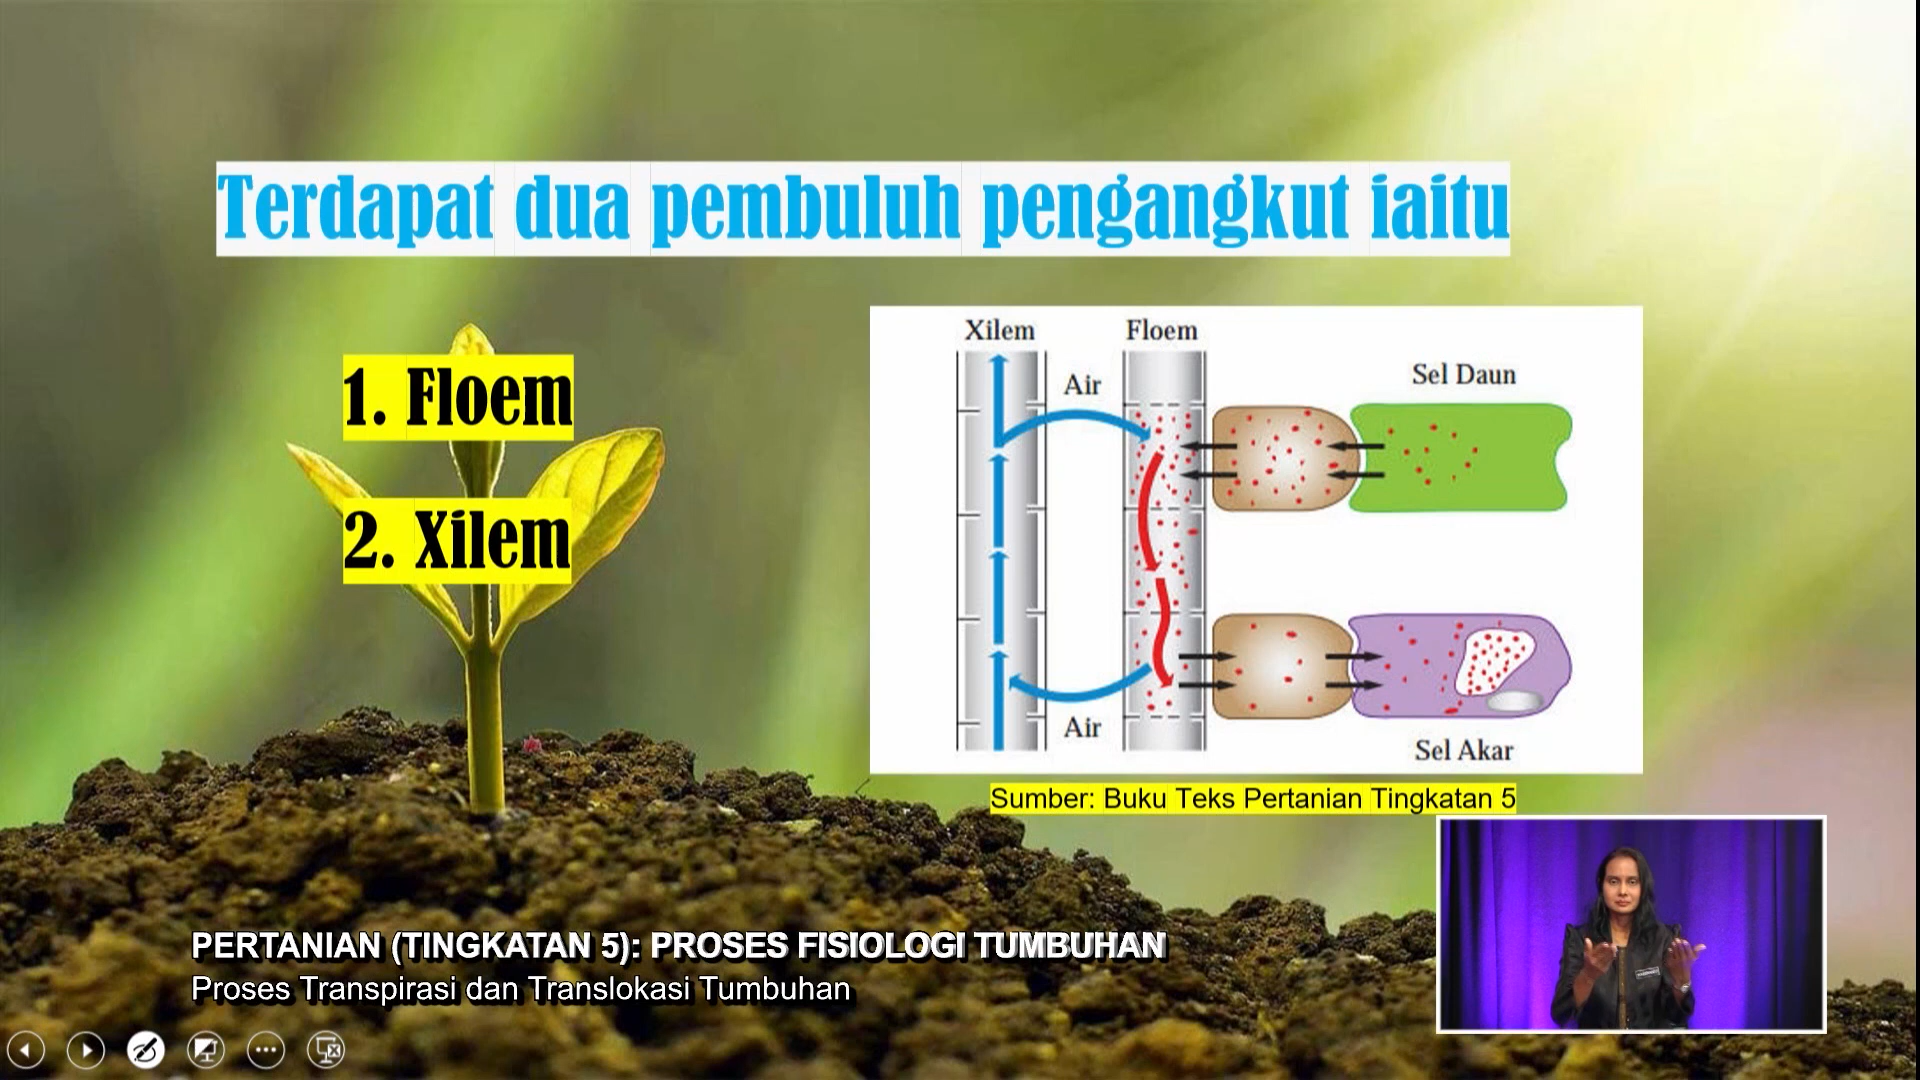 Terdapat dua pembuluh pengangkut iaitu
1. Floem
2. Xilem
Xilem
Floem
Air
Sel Daun
Air
Sel Akar
Sumber: Buku Teks Pertanian Tingkatan 5
PERTANIAN (TINGKATAN 5): PROSES FISIOLOGI TUMBUHAN
Proses Transpirasi dan Translokasi Tumbuhan